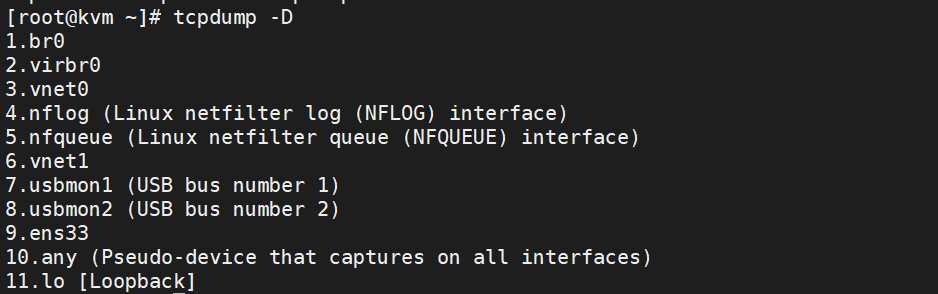 [root@kvm ~]# tcpdump -D
1.br0
2.virbr0
3.vnet0
4.nflog (Linux netfilter log (NFLOG) interface)
5.nfqueue (Linux netfilter queue (NFQUEUE) interface)
6.vnet1
7.usbmon1 (USB bus number 1)
8.usbmon2 (USB bus number 2)
9.ens33
10.any (Pseudo-device that captures on all interfaces)
11.lo [Loopback]